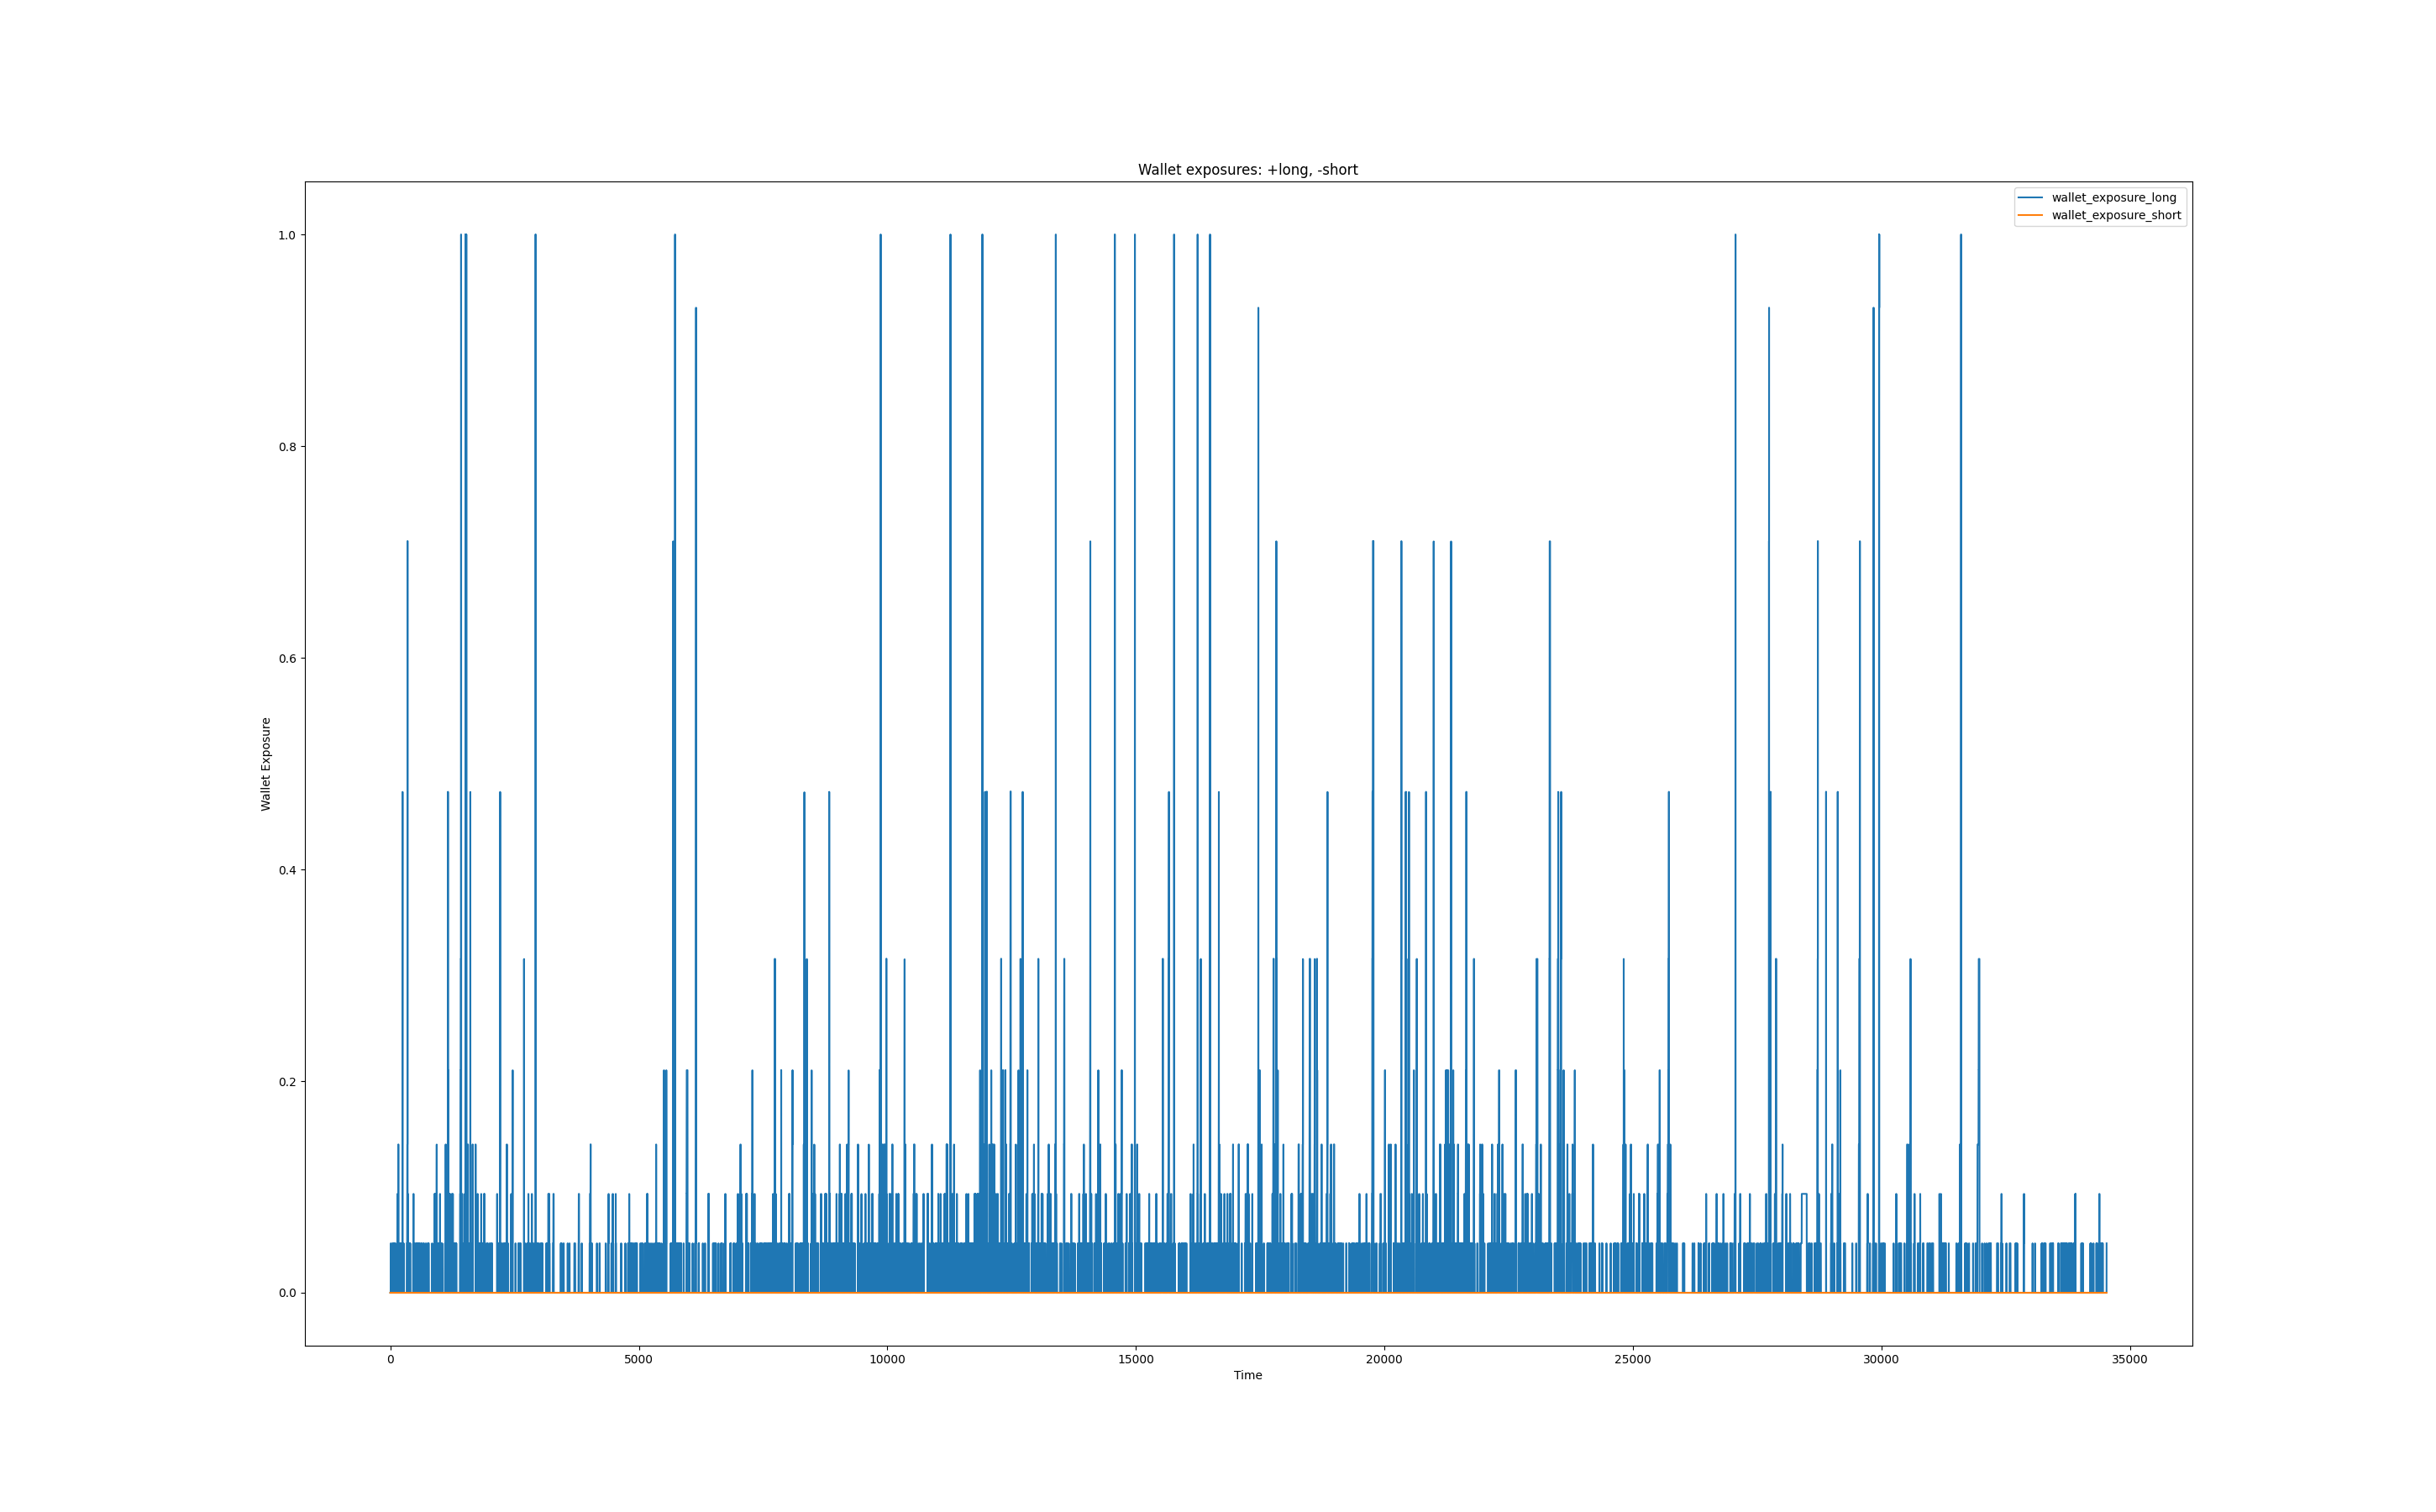 Wallet exposures: +long, -short
wallet_exposure_long
wallet_exposure_short
1.0
0.8
0.6
0.4
0.2
0.0
Wallet Exposure
0 5000 10000 15000 20000 25000 30000 35000
Time